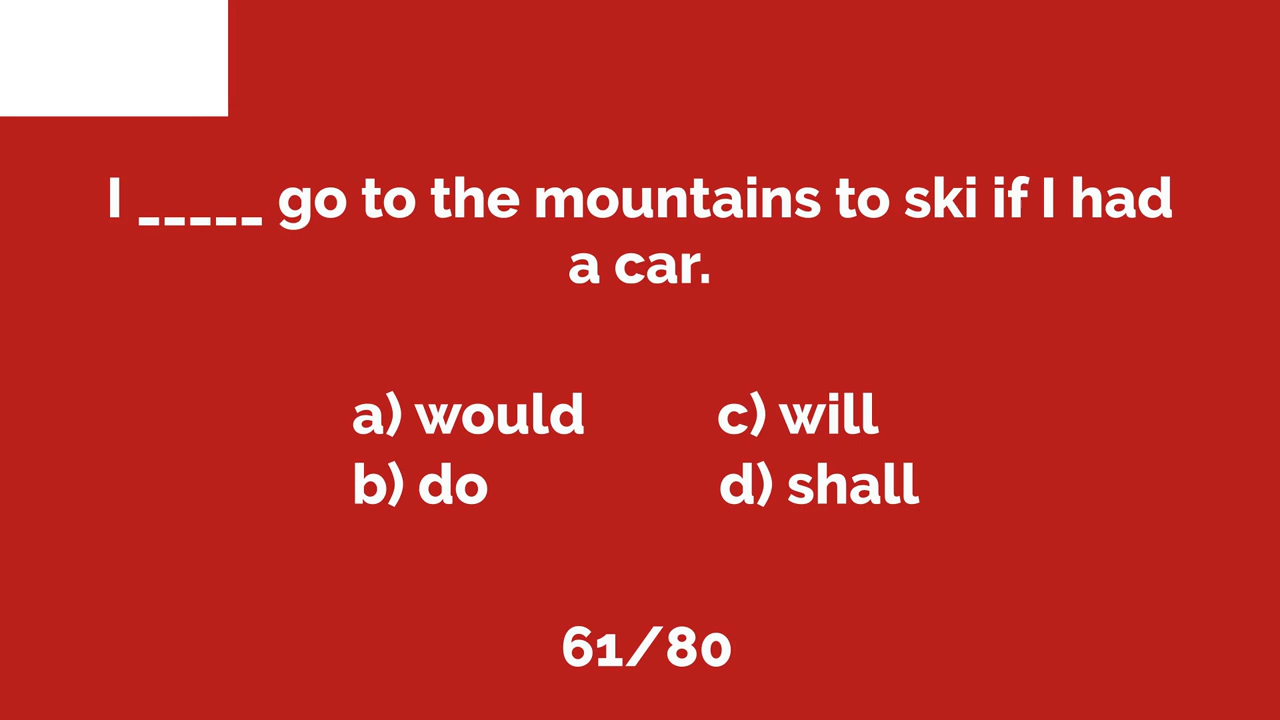 I _____ go to the mountains to ski if I had
a car.
a) would
b) do
c) will
d) shall
61/80